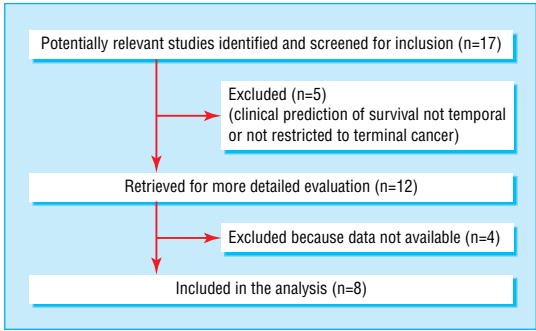 Potentially relevant studies identified and screened for inclusion (n=17)
Excluded (n=5)
(clinical prediction of survival not temporal
or not restricted to terminal cancer)
Retrieved for more detailed evaluation (n=12)
Excluded because data not available (n=4)
Included in the analysis (n=8)